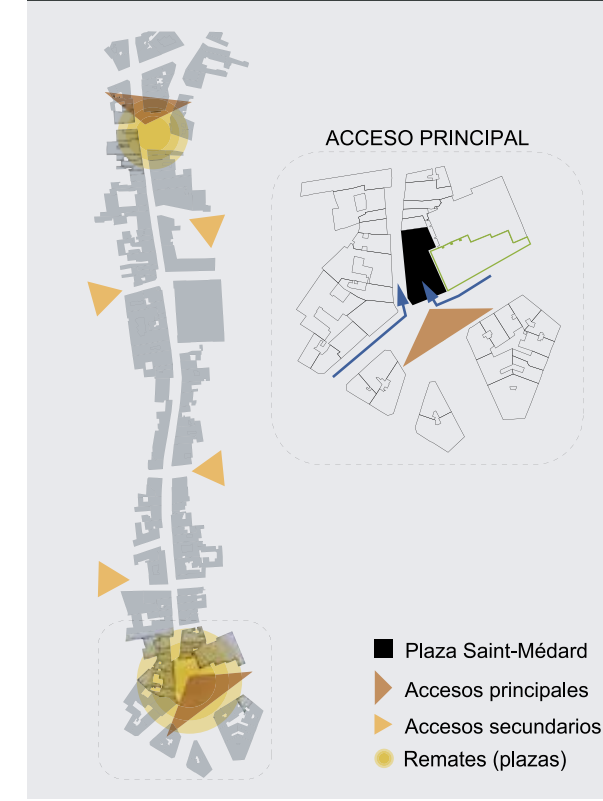 ACCESO PRINCIPAL
Plaza Saint-Médard
Accesos principales
Accesos secundarios
Remates (plazas)